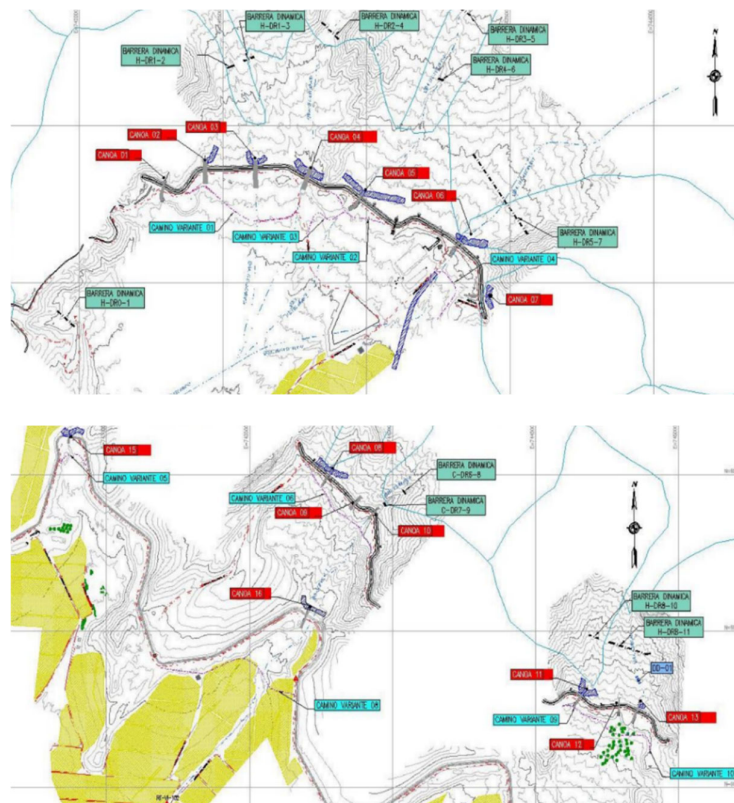 BARRERA DINAMICA
H-DR1-3
BARRERA DINAMICA
H-DR2-4
BARRERA DINAMICA
H-DR3-5
BARRERA DINAMICA
H-DR1-2
BARRERA DINAMICA
H-DR4-6
N
CANOA 03
CANOA 02
CANOA 04
CANOA 01
CANOA 05
CANOA 06
CAMINO VARIANTE 01
CAMINO VARIANTE 03
CAMINO VARIANTE 02
BARRERA DINAMICA
H-DR5-7
CAMINO VARIANTE 04
BARRERA DINAMICA
H-DR0-1
CANOA 07
CANOA 15
CAMINO VARIANTE 05
CANOA 08
BARRERA DINAMICA
C-DR6-8
CAMINO VARIANTE 06
BARRERA DINAMICA
C-DR7-9
CANOA 10
N
CANOA 16
BARRERA DINAMICA
H-DR8-10
BARRERA DINAMICA
H-DR8-11
CANOA 11
CAMINO VARIANTE 08
CAMINO VARIANTE 09
CANOA 13
CANOA 12
CAMINO VARIANTE 10